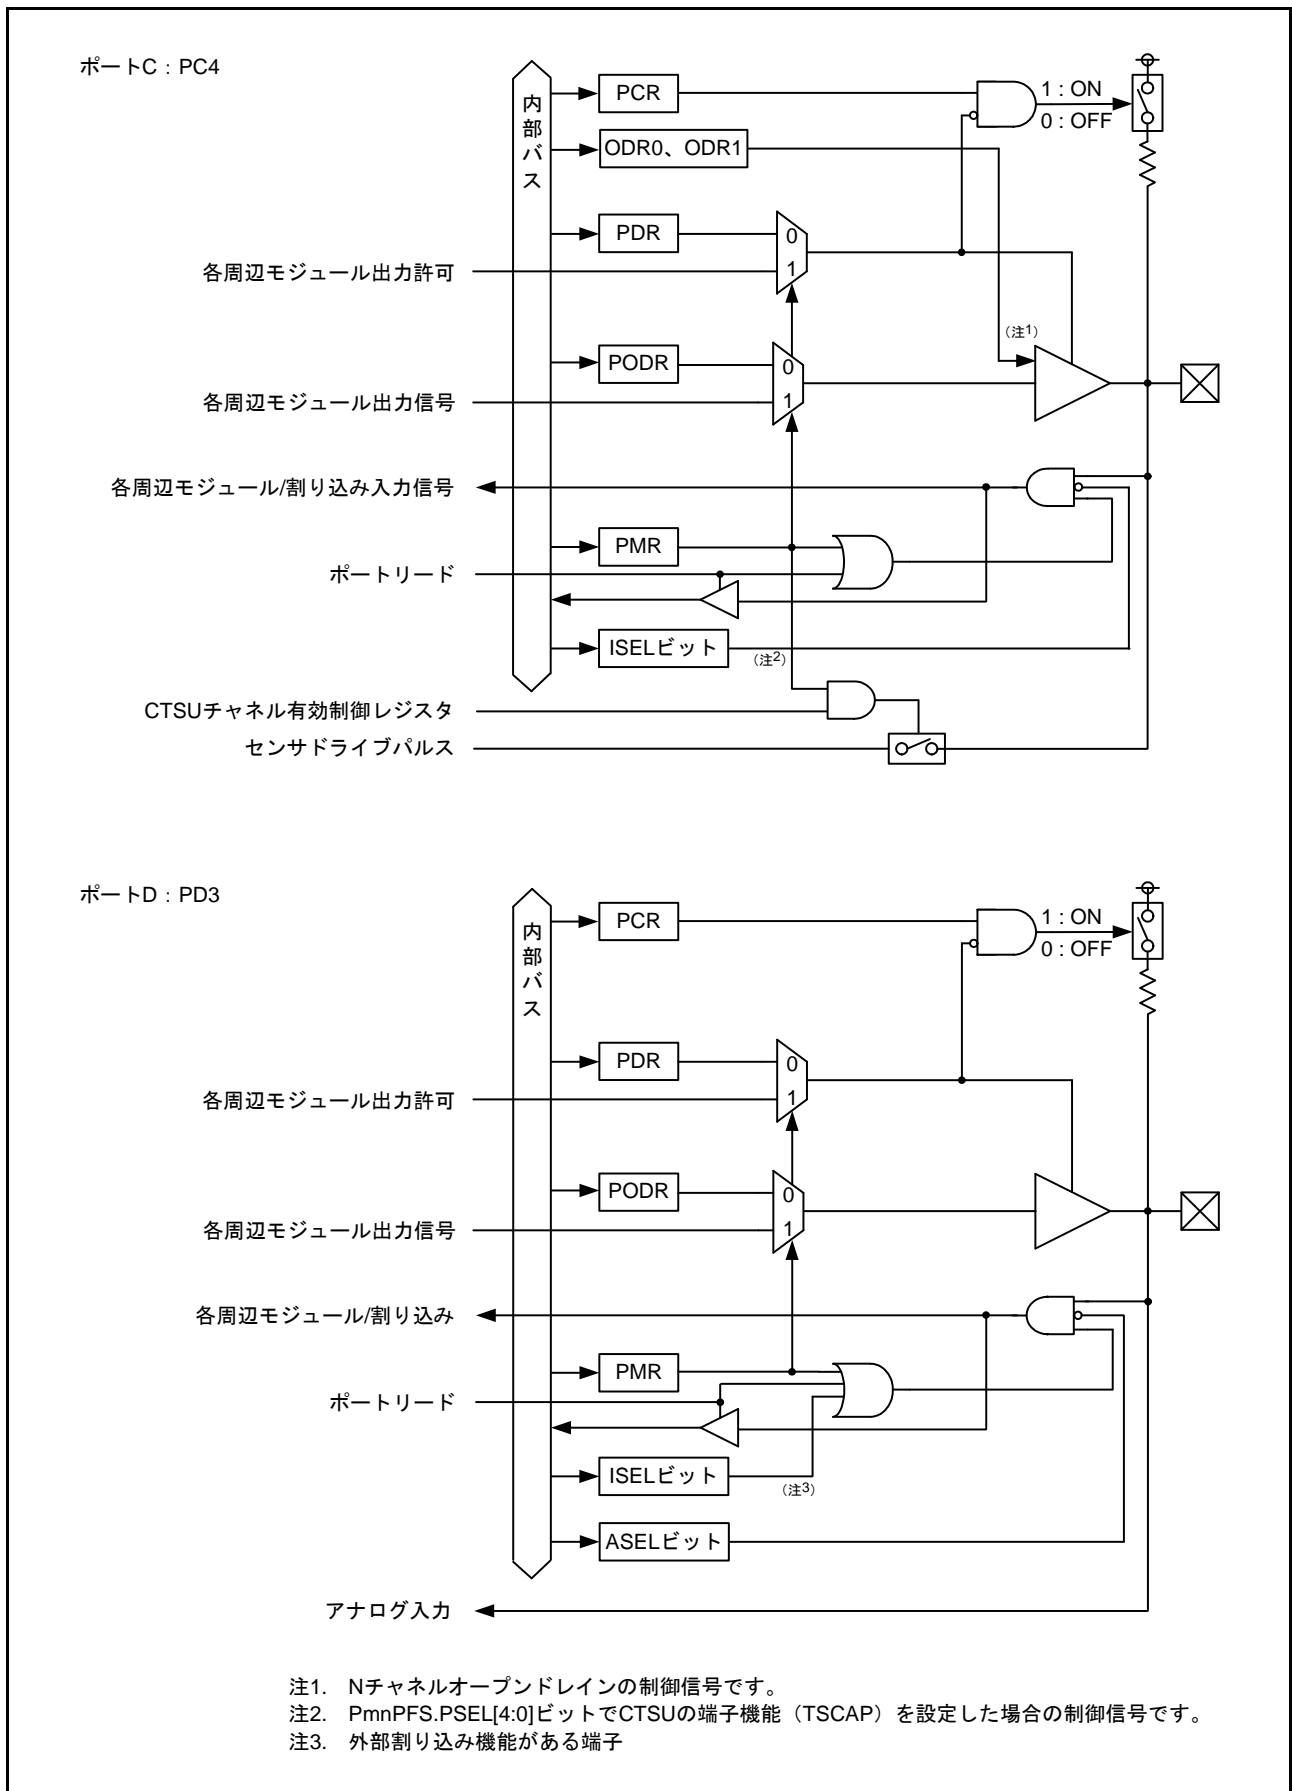 ポートC：PC4
内部バス
PCR
1 : ON
0 : OFF
ODR0、ODR1
PDR
0
1
各周辺モジュール出力許可
(注1)
PODR
0
1
各周辺モジュール出力信号
各周辺モジュール/割り込み入力信号
PMR
ポートリード
ISELビット
(注2)
CTSUチャネル有効制御レジスタ
センサドライブパルス
ポートD：PD3
内部バス
PCR
1 : ON
0 : OFF
PDR
0
1
各周辺モジュール出力許可
PODR
0
1
各周辺モジュール出力信号
各周辺モジュール/割り込み
PMR
ポートリード
ISELビット
(注3)
ASELビット
アナログ入力
注1. Nチャネルオープンドレインの制御信号です。
注2. PmnPFS.PSEL[4:0]ビットでCTSUの端子機能（TSCAP）を設定した場合の制御信号です。
注3. 外部割り込み機能がある端子